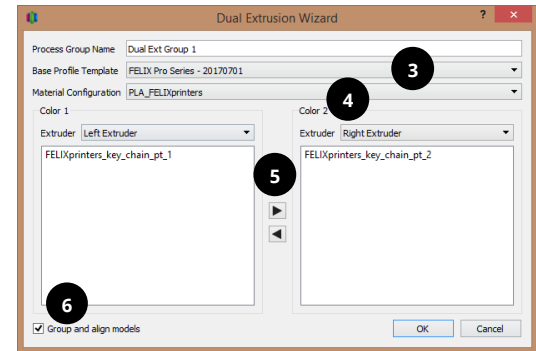 Dual Extrusion Wizard
?
×
Process Group Name Dual Ext Group 1
Base Profile Template FELIX Pro Series - 20170701
3
Material Configuration PLA_FELIXprinters
4
Color 1
Color 2
Extruder Left Extruder
Extruder Right Extruder
FELIXprinters_key_chain_pt_1
FELIXprinters_key_chain_pt_2
5
6
Group and align models
OK
Cancel